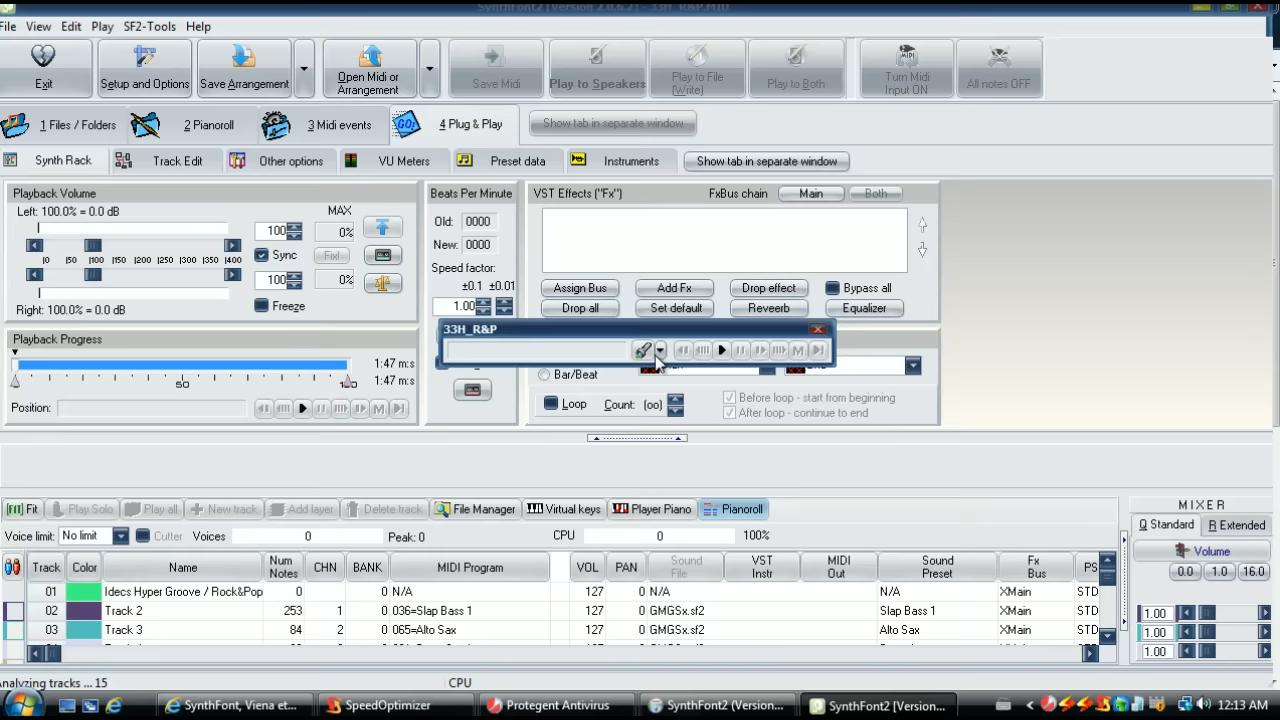 SynthFont2 [Version 2.0.6.2] - 33H_R&P.MID
File View Edit Play SF2-Tools Help
Exit
Setup and Options
Save Arrangement
Open Midi or Arrangement
Save Midi
Play to Speakers
Play to File (Write)
Play to Both
Turn Midi Input ON
All notes OFF
1 Files / Folders
2 Pianoroll
3 Midi events
GO!
4 Plug & Play
Show tab in separate window
Synth Rack
Track Edit
Other options
VU Meters
Preset data
Instruments
Show tab in separate window
Playback Volume
Left: 100.0% = 0.0 dB
MAX
100
0%
Sync
Fix!
|0 |50 |100 |150 |200 |250 |300 |350 |400
100
0%
Right: 100.0% = 0.0 dB
Freeze
Beats Per Minute
Old: 0000
New: 0000
Speed factor:
±0.1 ±0.01
1.00
VST Effects ("Fx")
FxBus chain
Main
Both
Assign Bus
Add Fx
Drop effect
Bypass all
Drop all
Set default
Reveerb
Equalizer
33H_R&P
M
Playback Progress
1:47 m:s
0 50 100
1:47 m:s
Position:
M
Bar/Beat
Loop
Count: (oo)
Before loop - start from beginning
After loop - continue to end
Fit
Play Solo
Play all
New track
Add layer
Delete track
File Manager
Virtual keys
Player Piano
Pianoroll
Voice limit: No limit
Cutter
Voices 0
Peak: 0
CPU 0 100%
MIXER
Q Standard
R Extended
Volume
0.0 1.0 16.0
Track Color Name Num Notes CHN BANK MIDI Program VOL PAN Sound File VST Instr MIDI Out Sound Preset Fx Bus PS
01 Idecs Hyper Groove / Rock&Pop 0 0 N/A 127 0 N/A N/A XMain STD
02 Track 2 253 1 0 036=Slap Bass 1 127 0 GMGSx.sf2 Slap Bass 1 XMain STD
03 Track 3 84 2 0 065=Alto Sax 127 0 GMGSx.sf2 Alto Sax XMain STD
1.00
1.00
1.00
Analyzing tracks ... 15
CPU
SynthFont, Viena et...
SpeedOptimizer
Protegent Antivirus
SynthFont2 (Version...
SynthFont2 [Version...
12:13 AM